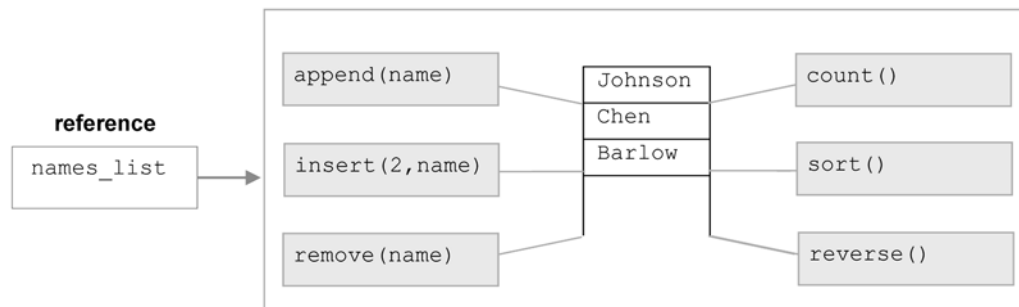 reference
names_list
append(name)
insert(2,name)
remove(name)
Johnson
Chen
Barlow
count()
sort()
reverse()